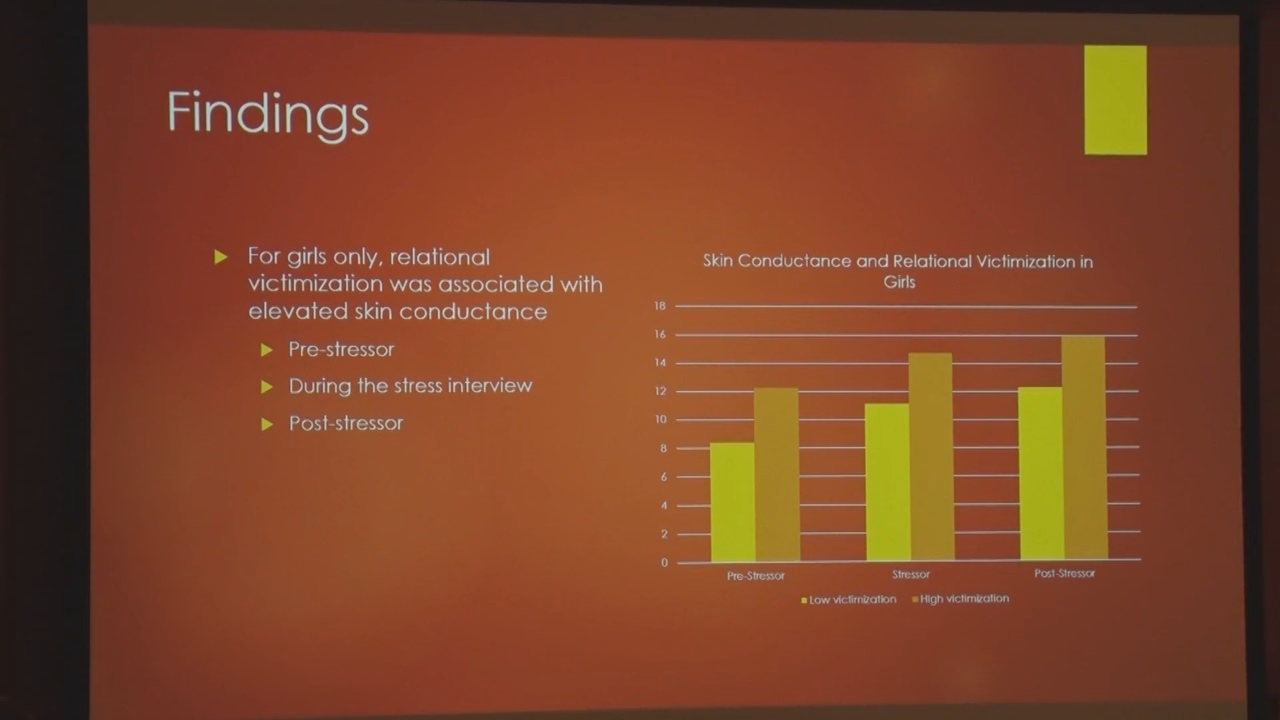 Findings
For girls only, relational
victimization was associated with
elevated skin conductance
Pre-stressor
During the stress interview
Post-stressor
Skin Conductance and Relational Victimization in
Girls
18
16
14
12
10
8
6
4
2
0
Pre-Stressor Stressor Post-Stressor
Low victimization High victimization